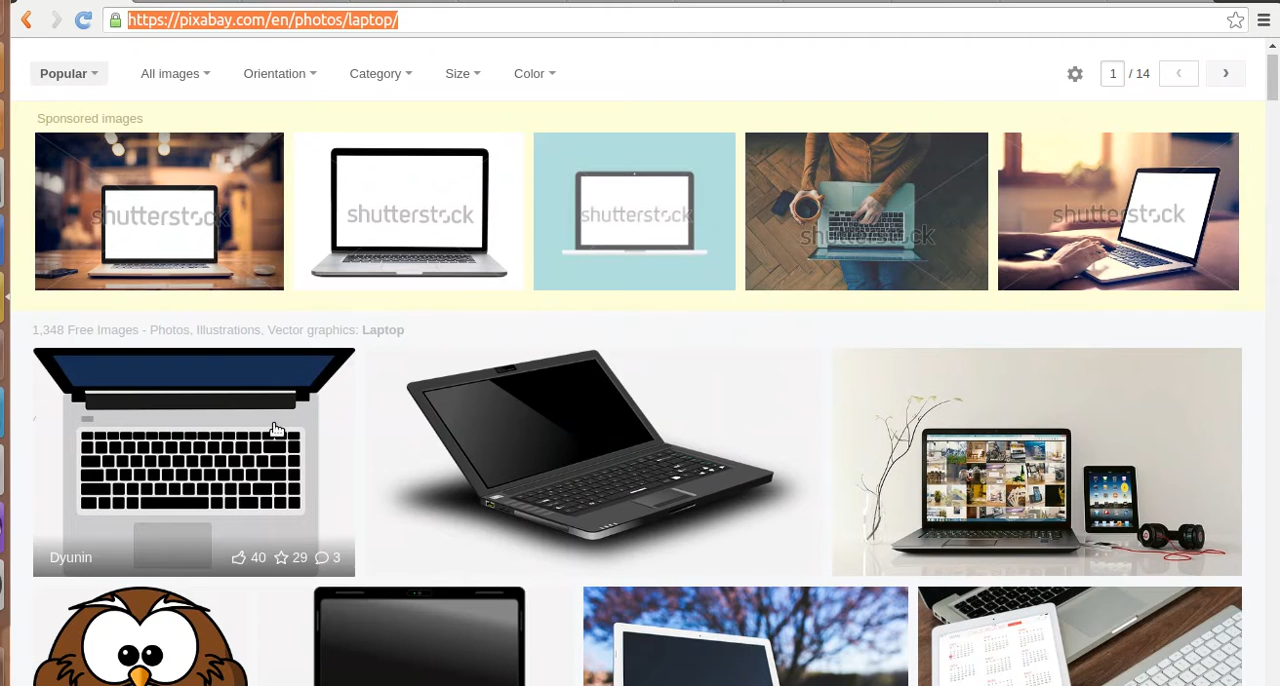 https://pixabay.com/en/photos/laptop/
Popular All images Orientation Category Size Color 1 / 14
Sponsored images
shutterstock shutterstock shutterstock shutterstock shutterstock
1,348 Free Images - Photos, Illustrations, Vector graphics: Laptop
Dyunin 40 29 3